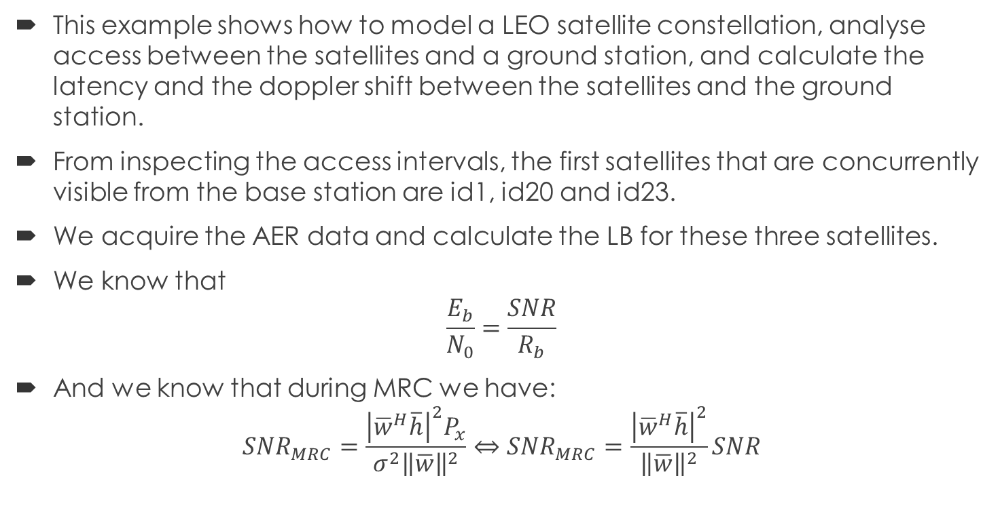 This example shows how to model a LEO satellite constellation, analyse
access between the satellites and a ground station, and calculate the
latency and the doppler shift between the satellites and the ground
station.
From inspecting the access intervals, the first satellites that are concurrently
visible from the base station are id1, id20 and id23.
We acquire the AER data and calculate the LB for these three satellites.
We know that
$\frac{E_b}{N_0} = \frac{SNR}{R_b}$
And we know that during MRC we have:
$SNR_{MRC} = \frac{|\overline{w}^H \overline{h}|^2 P_x}{\sigma^2 \|\overline{w}\|^2} \Leftrightarrow SNR_{MRC} = \frac{|\overline{w}^H \overline{h}|^2}{\|\overline{w}\|^2} SNR$